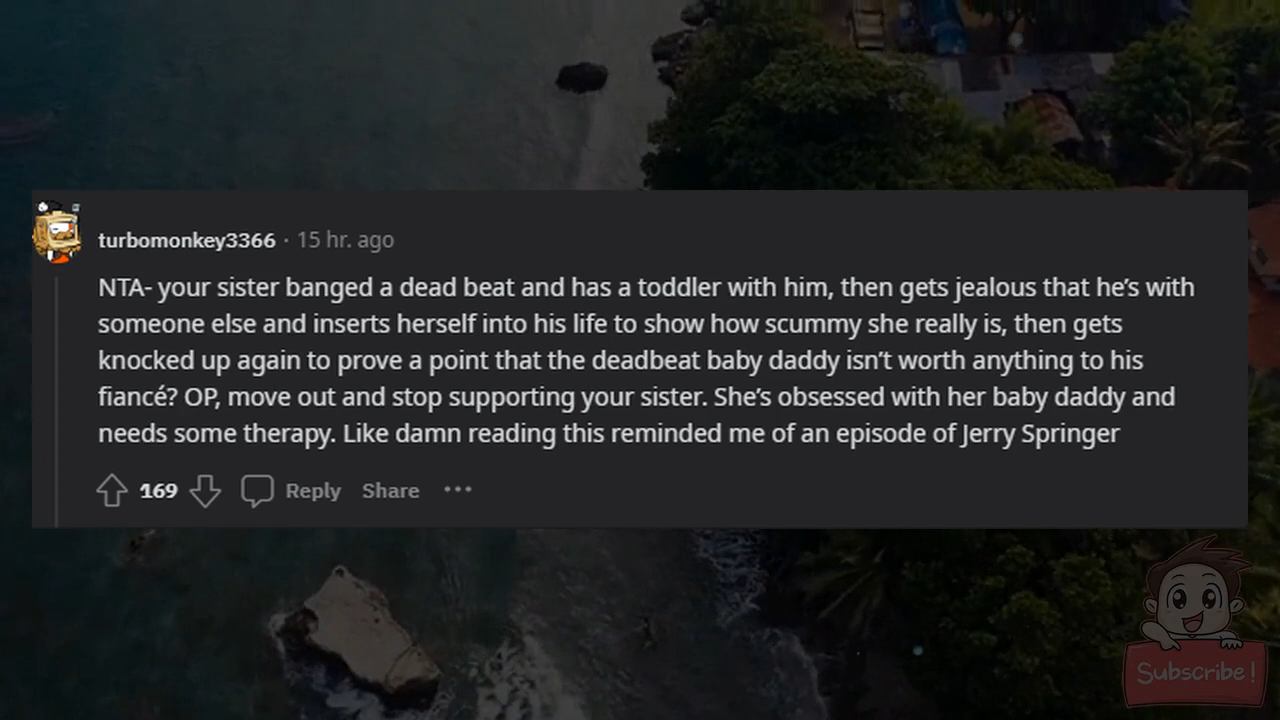 turbomonkey3366 · 15 hr. ago
NTA- your sister banged a dead beat and has a toddler with him, then gets jealous that he’s with
someone else and inserts herself into his life to show how scummy she really is, then gets
knocked up again to prove a point that the deadbeat baby daddy isn’t worth anything to his
fiancé? OP, move out and stop supporting your sister. She’s obsessed with her baby daddy and
needs some therapy. Like damn reading this reminded me of an episode of Jerry Springer
169 Reply Share ···
Subscribe!